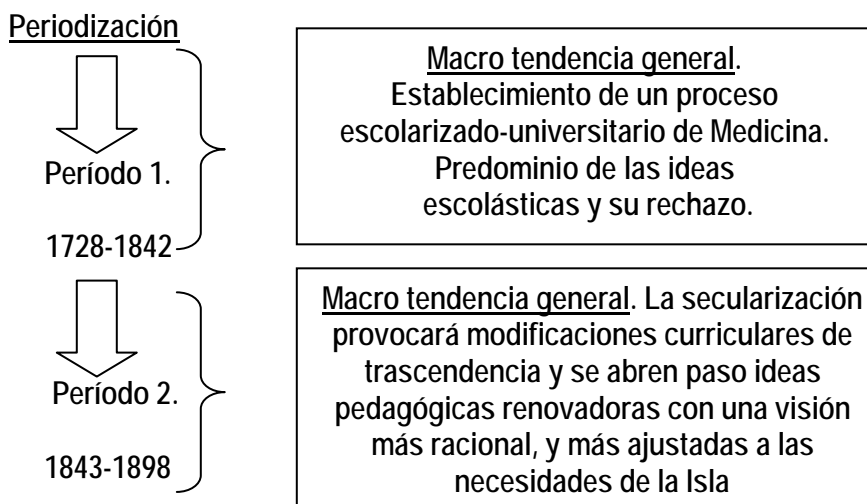 Periodización
Período 1.
1728-1842
Macro tendencia general.
Establecimiento de un proceso
escolarizado-universitario de Medicina.
Predominio de las ideas
escolásticas y su rechazo.
Período 2.
1843-1898
Macro tendencia general. La secularización
provocará modificaciones curriculares de
trascendencia y se abren paso ideas
pedagógicas renovadoras con una visión
más racional, y más ajustadas a las
necesidades de la Isla